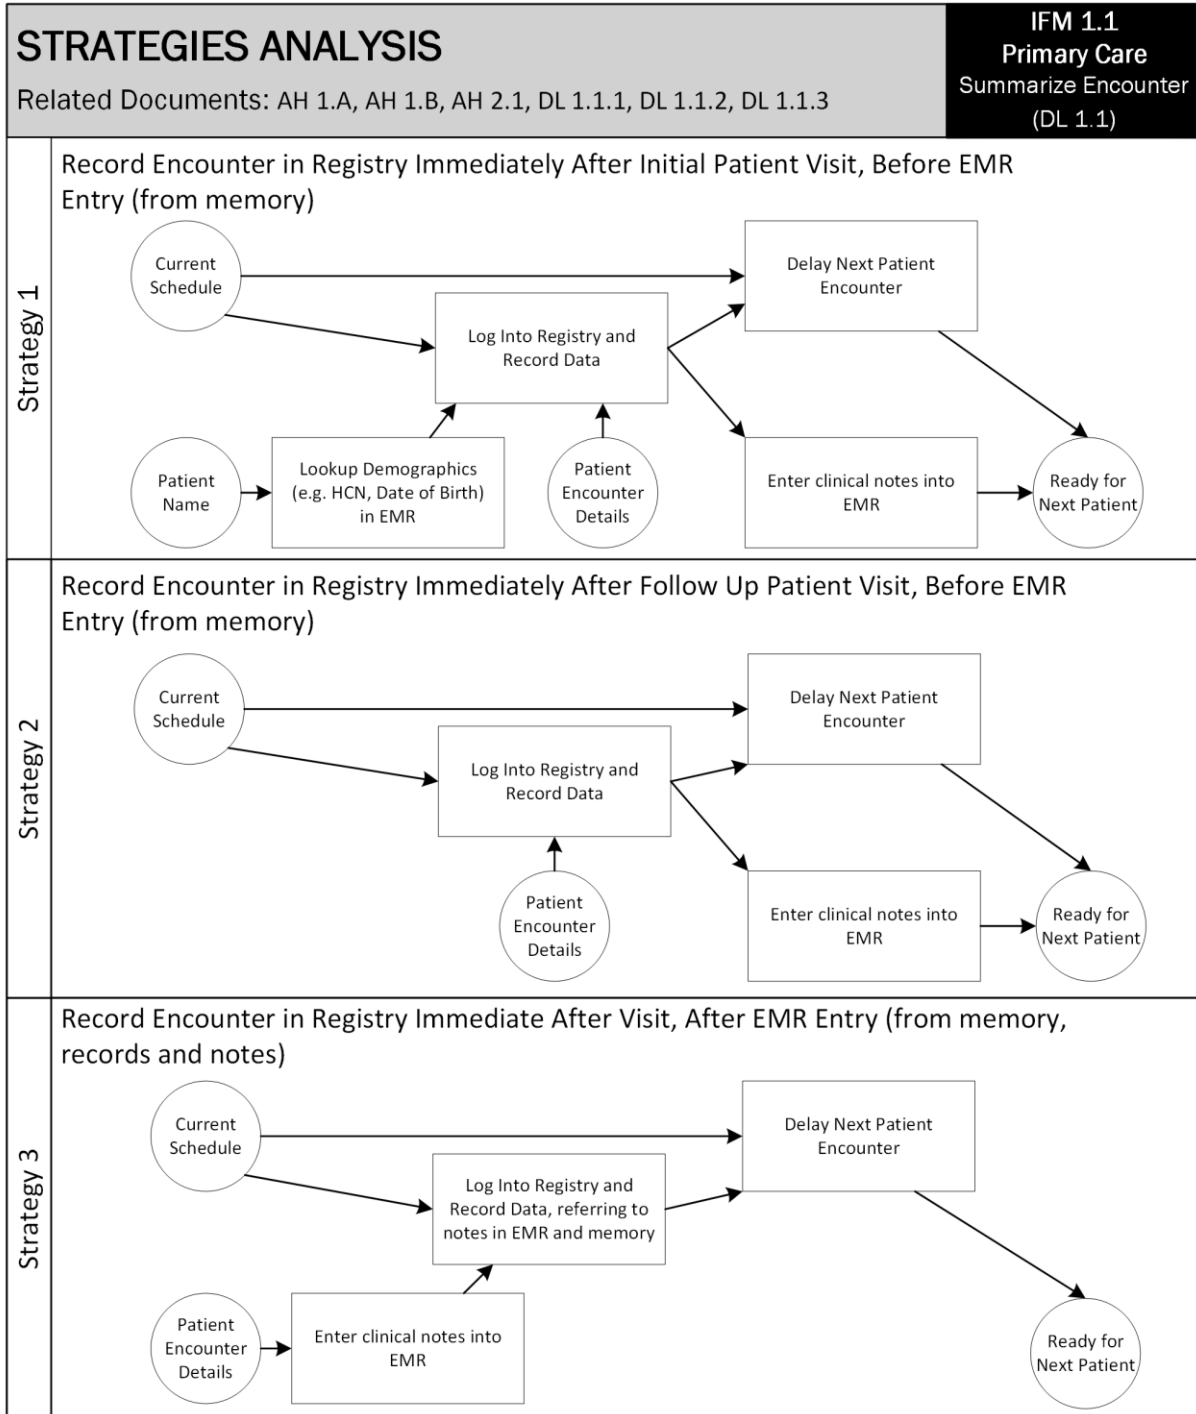 STRATEGIES ANALYSIS
Related Documents: AH 1.A, AH 1.B, AH 2.1, DL 1.1.1, DL 1.1.2, DL 1.1.3
IFM 1.1
Primary Care
Summarize Encounter
(DL 1.1)
Strategy 1
Record Encounter in Registry Immediately After Initial Patient Visit, Before EMR
Entry (from memory)
Current
Schedule
Delay Next Patient
Encounter
Log Into Registry and
Record Data
Patient
Name
Lookup Demographics
(e.g. HCN, Date of Birth)
in EMR
Patient
Encounter
Details
Enter clinical notes into
EMR
Ready for
Next Patient
Strategy 2
Record Encounter in Registry Immediately After Follow Up Patient Visit, Before EMR
Entry (from memory)
Current
Schedule
Delay Next Patient
Encounter
Log Into Registry and
Record Data
Patient
Encounter
Details
Enter clinical notes into
EMR
Ready for
Next Patient
Strategy 3
Record Encounter in Registry Immediate After Visit, After EMR Entry (from memory,
records and notes)
Current
Schedule
Delay Next Patient
Encounter
Log Into Registry and
Record Data, referring to
notes in EMR and memory
Patient
Encounter
Details
Enter clinical notes into
EMR
Ready for
Next Patient